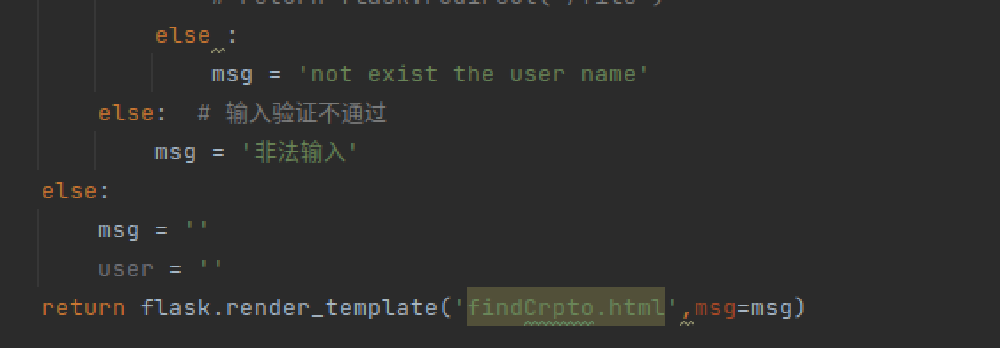 else :
msg = 'not exist the user name'
else:  # 输入验证不通过
msg = '非法输入'
else:
msg = ''
user = ''
return flask.render_template('findCrpto.html',msg=msg)